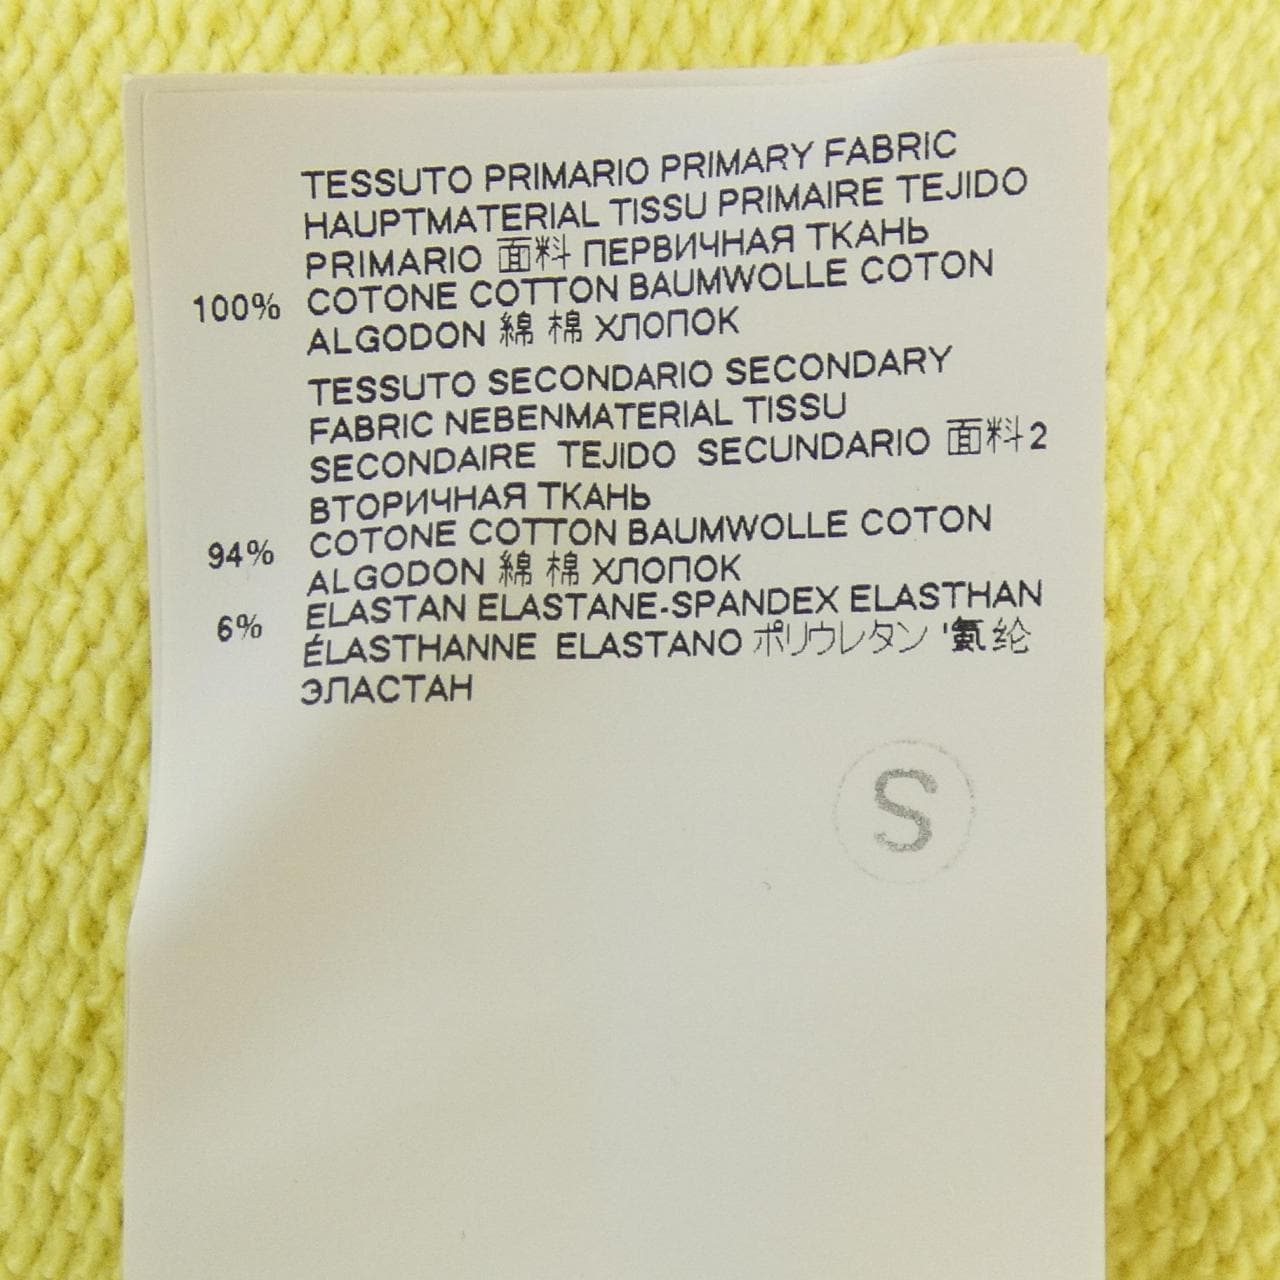 TESSUTO PRIMARIO PRIMARY FABRIC
HAUPTMATERIAL TISSU PRIMAIRE TEJIDO
PRIMARIO 面料 ПЕРВИЧНАЯ ТКАНЬ
100% COTONE COTTON BAUMWOLLE COTON
ALGODON 綿 棉 ХЛОПОК
TESSUTO SECONDARIO SECONDARY
FABRIC NEBENMATERIAL TISSU
SECONDAIRE TEJIDO SECUNDARIO 面料2
ВТОРИЧНАЯ ТКАНЬ
94% COTONE COTTON BAUMWOLLE COTON
ALGODON 綿 棉 ХЛОПОК
6% ELASTAN ELASTANE-SPANDEX ELASTHAN
ÉLASTHANNE ELASTANO ポリウレタン '氨纶
ЭЛАСТАН
S